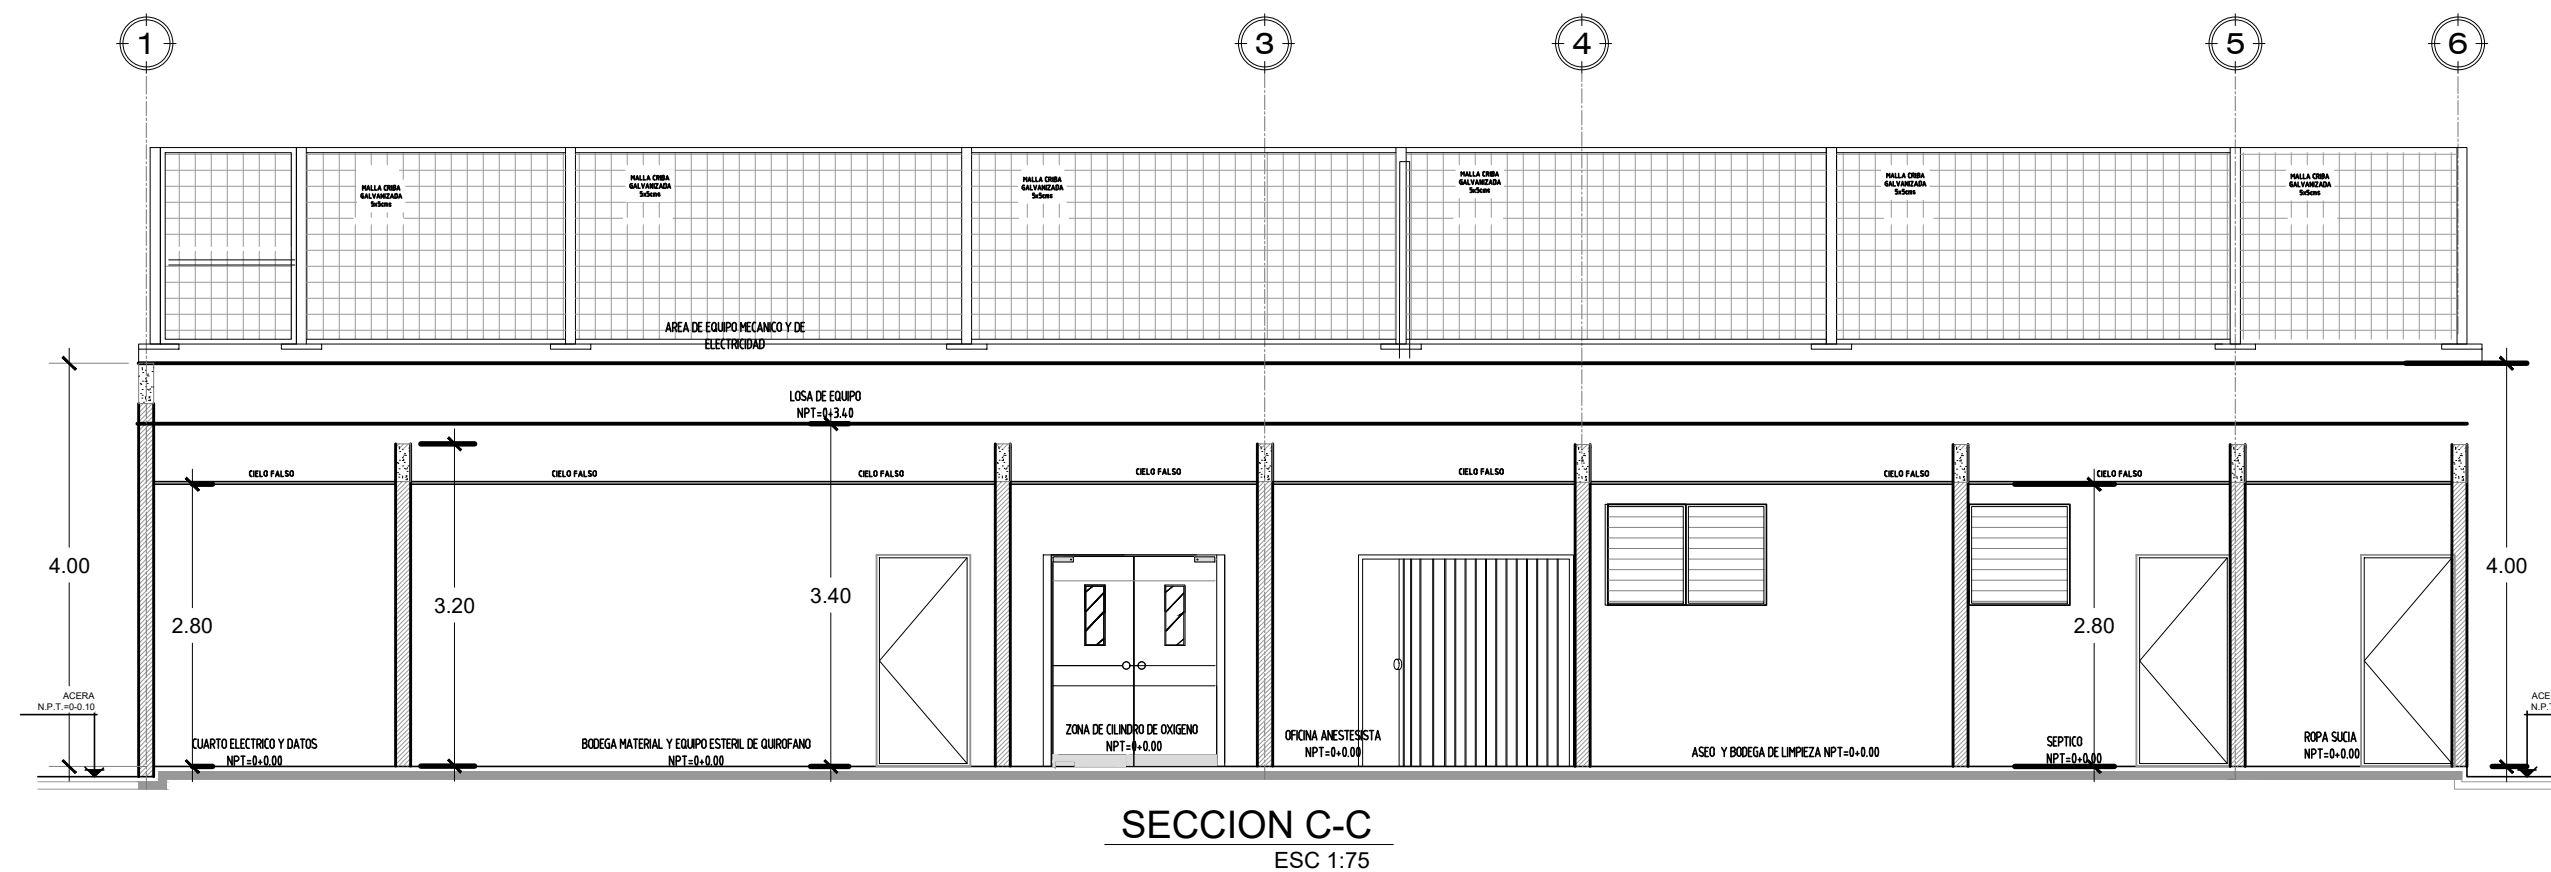 1
3
4
5
6
MALLA CRIBA
GALVANIZADA
5x5cms
MALLA CRIBA
GALVANIZADA
5x5cms
MALLA CRIBA
GALVANIZADA
5x5cms
MALLA CRIBA
GALVANIZADA
5x5cms
MALLA CRIBA
GALVANIZADA
5x5cms
MALLA CRIBA
GALVANIZADA
5x5cms
AREA DE EQUIPO MECANICO Y DE
ELECTRICIDAD
LOSA DE EQUIPO
NPT=0+3.40
CIELO FALSO
CIELO FALSO
CIELO FALSO
CIELO FALSO
CIELO FALSO
CIELO FALSO
CIELO FALSO
4.00
2.80
3.20
3.40
2.80
4.00
ACERA
N.P.T.=0-0.10
CUARTO ELECTRICO Y DATOS
NPT=0+0.00
BODEGA MATERIAL Y EQUIPO ESTERIL DE QUIROFANO
NPT=0+0.00
ZONA DE CILINDRO DE OXIGENO
NPT=0+0.00
OFICINA ANESTESISTA
NPT=0+0.00
ASEO Y BODEGA DE LIMPIEZA NPT=0+0.00
SEPTICO
NPT=0+0.00
ROPA SUCIA
NPT=0+0.00
ACE
N.P.T
SECCION C-C
ESC 1:75